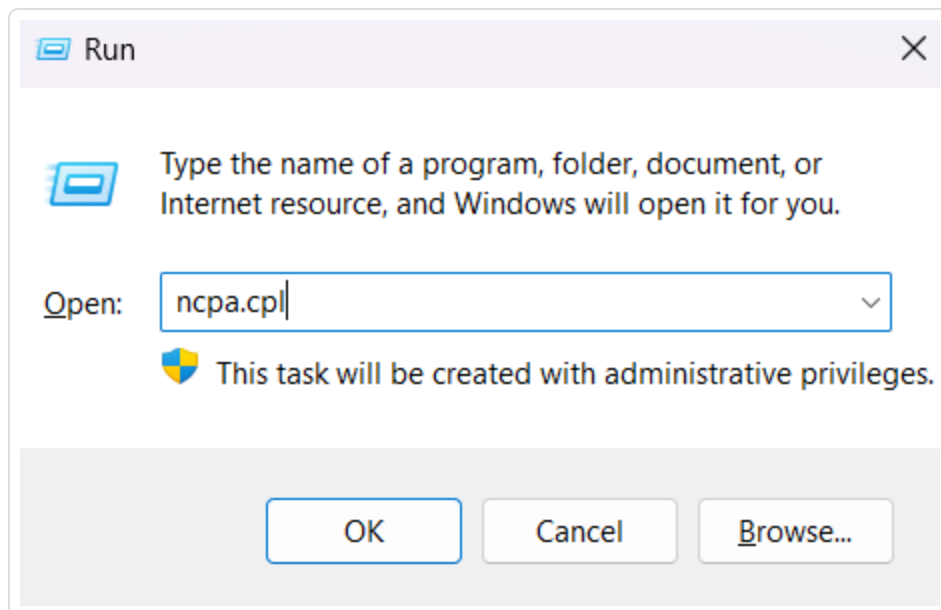 Run
Type the name of a program, folder, document, or
Internet resource, and Windows will open it for you.
Open:
ncpa.cpl
This task will be created with administrative privileges.
OK
Cancel
Browse...